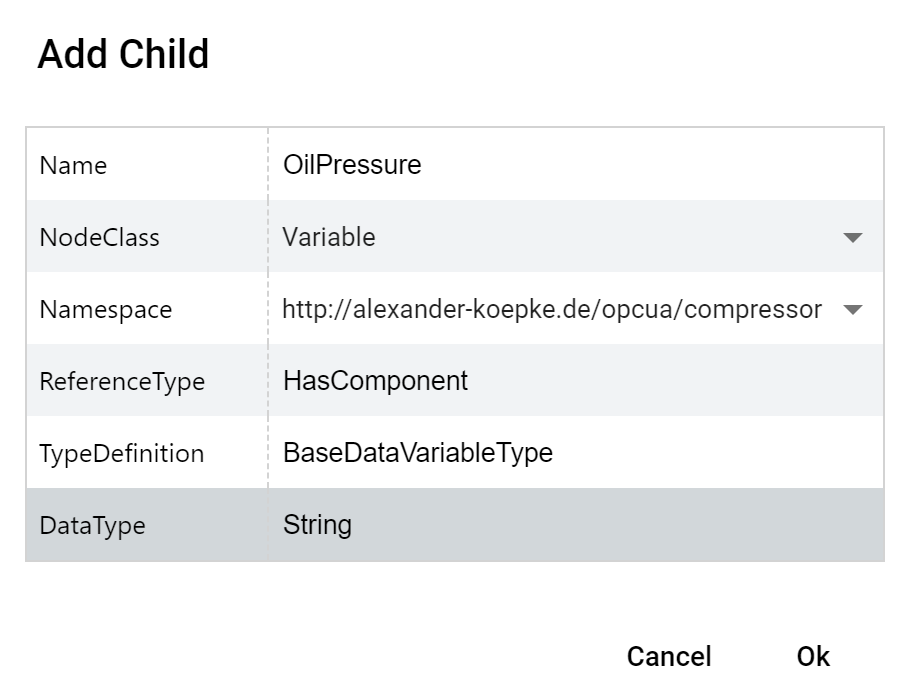 Add Child
Name OilPressure
NodeClass Variable
Namespace http://alexander-koepke.de/opcua/compressor
ReferenceType HasComponent
TypeDefinition BaseDataVariableType
DataType String
Cancel Ok